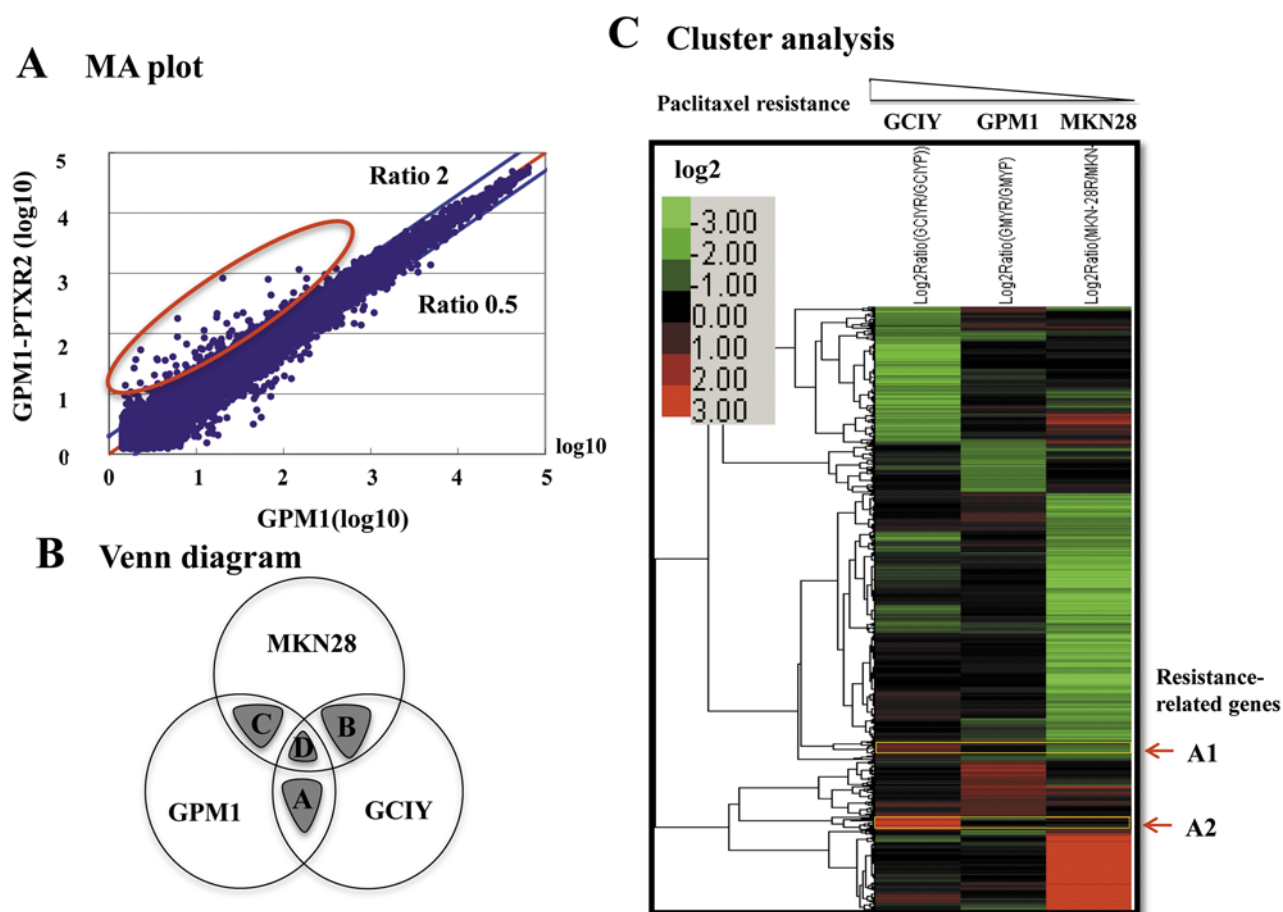 A MA plot
5
4
3
2
1
0
GPM1-PTXR2 (log10)
Ratio 2
Ratio 0.5
0 1 2 3 4 5
log10
GPM1(log10)
B Venn diagram
MKN28
C
B
D
A
GPM1
GCIY
C Cluster analysis
Paclitaxel resistance
GCIY GPM1 MKN28
Log2Ratio(GCIYR/GCIYP))
Log2Ratio(GMYR/GMYP)
Log2Ratio(MKN-28R/MKN-
log2
-3.00
-2.00
-1.00
0.00
1.00
2.00
3.00
Resistance-
related genes
A1
A2